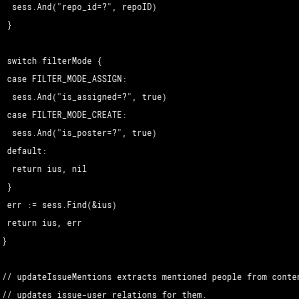 sess.And("repo_id=?", repoID)
}
switch filterMode {
case FILTER_MODE_ASSIGN:
sess.And("is_assigned=?", true)
case FILTER_MODE_CREATE:
sess.And("is_poster=?", true)
default:
return ius, nil
}
err := sess.Find(&ius)
return ius, err
}
// updateIssueMentions extracts mentioned people from conten
// updates issue-user relations for them.